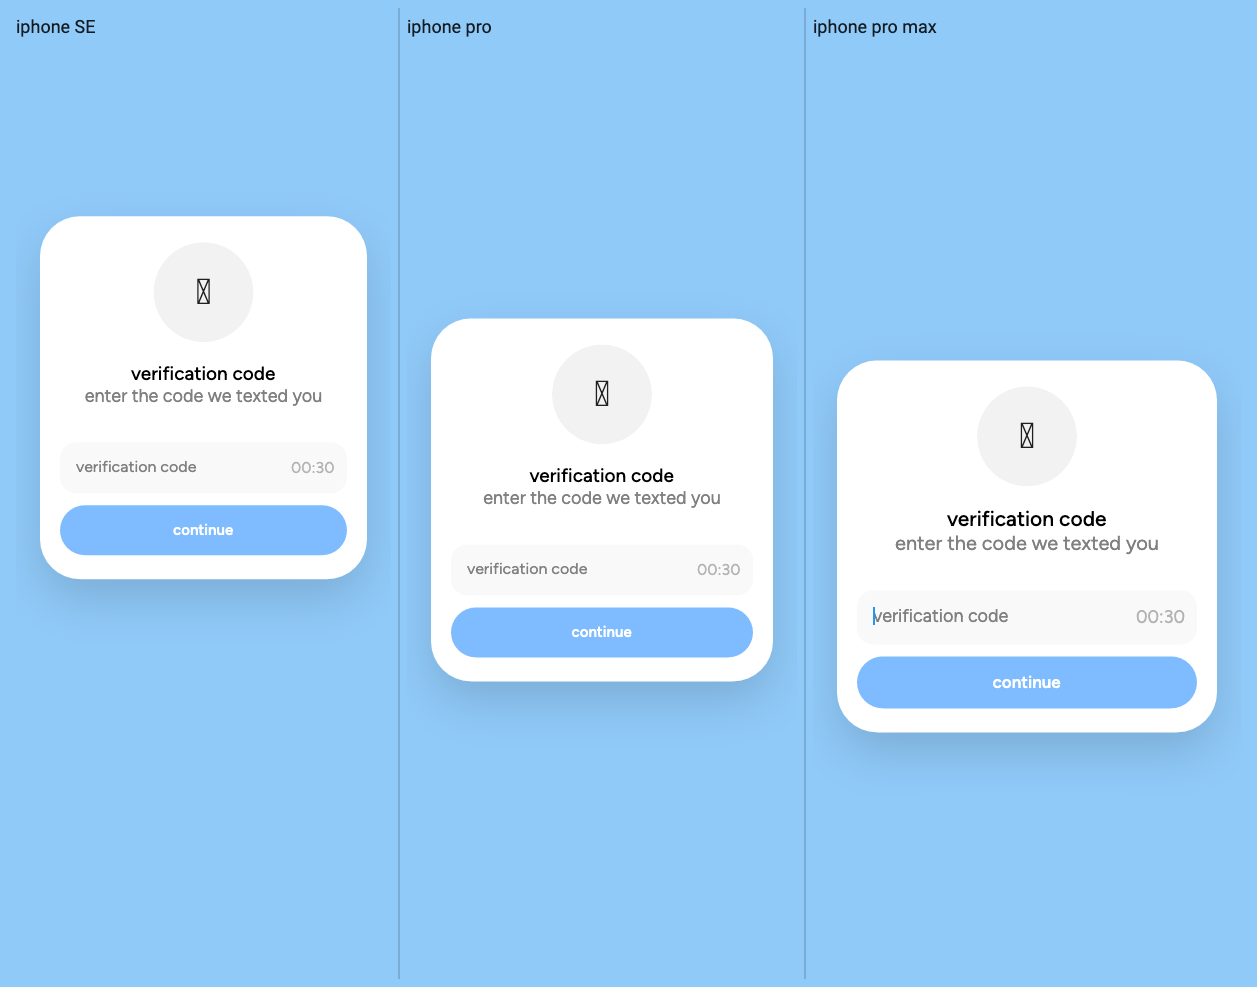 iphone SE
verification code
enter the code we texted you
verification code 00:30
continue
iphone pro
verification code
enter the code we texted you
verification code 00:30
continue
iphone pro max
verification code
enter the code we texted you
verification code 00:30
continue